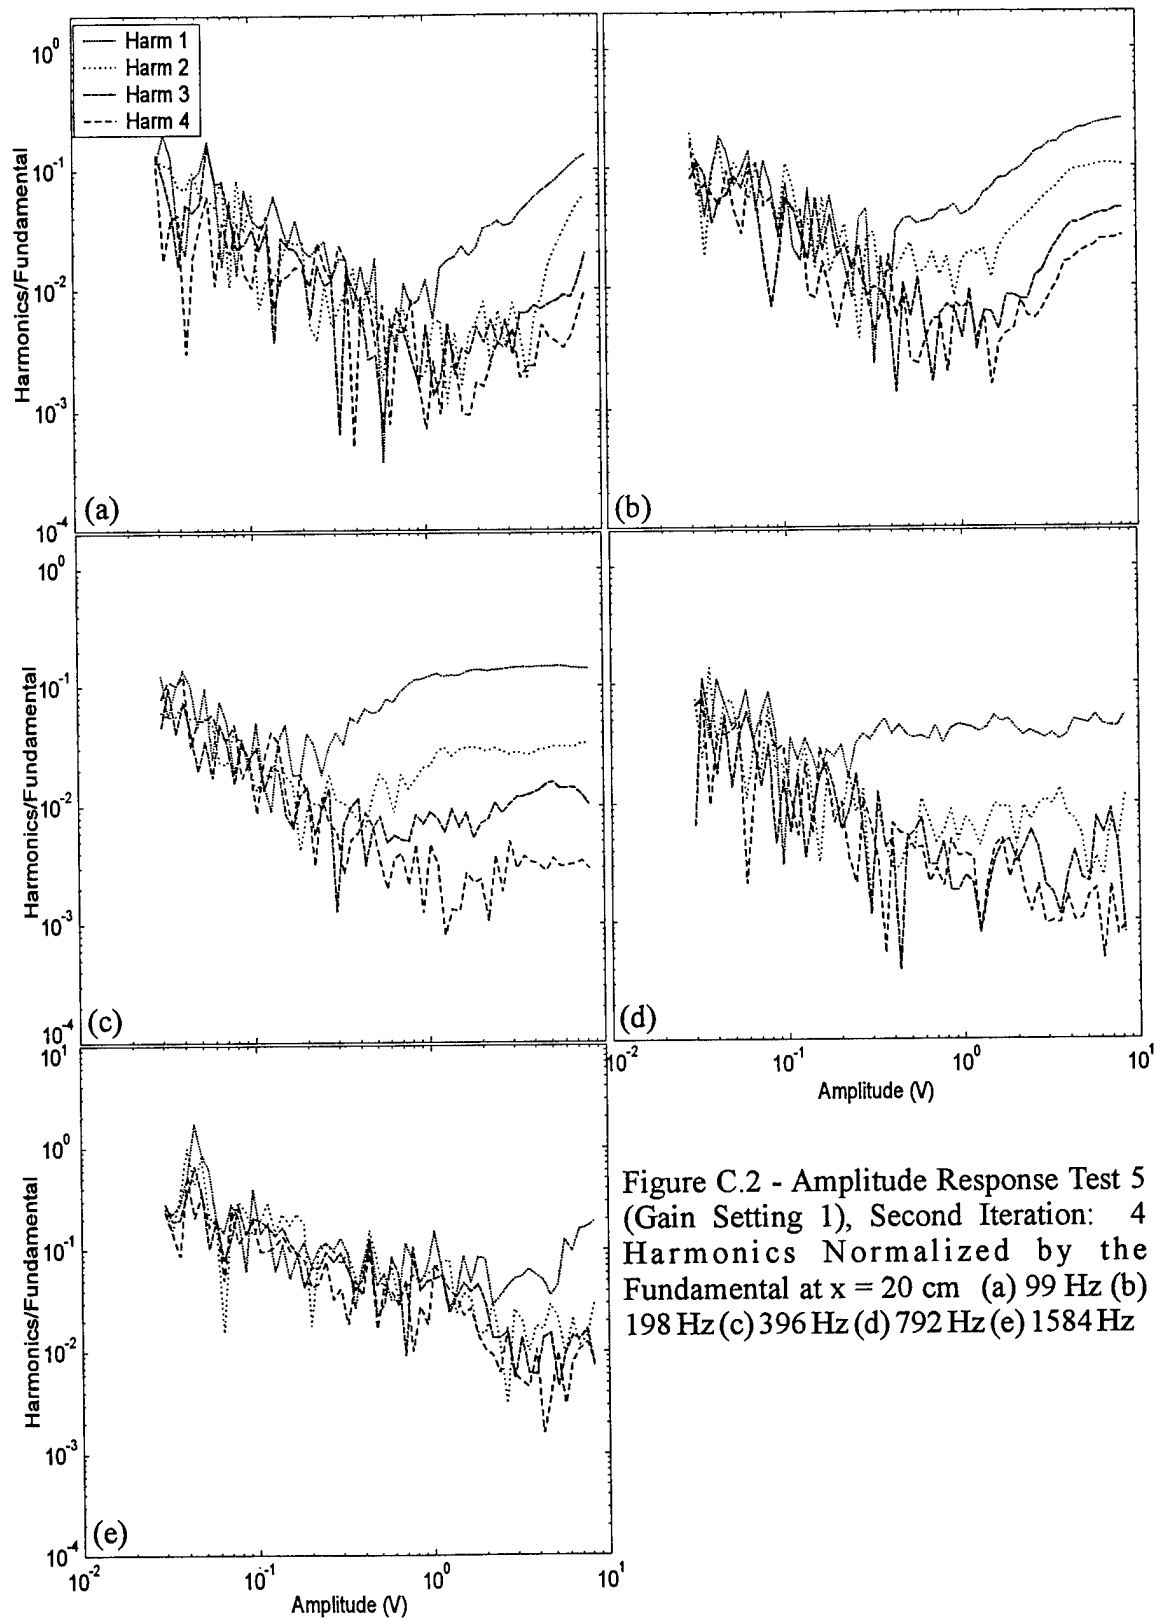 10^0
Harm 1
Harm 2
Harm 3
Harm 4
10^-1
10^-2
10^-3
10^-4
Harmonics/Fundamental
(a)
(b)
10^0
10^-1
10^-2
10^-3
10^-4
Harmonics/Fundamental
(c)
(d)
10^-2
10^-1
10^0
10^1
Amplitude (V)
10^1
10^0
10^-1
10^-2
10^-3
10^-4
Harmonics/Fundamental
(e)
10^-2
10^-1
10^0
10^1
Amplitude (V)
Figure C.2 - Amplitude Response Test 5
(Gain Setting 1), Second Iteration: 4
Harmonics Normalized by the
Fundamental at x = 20 cm (a) 99 Hz (b)
198 Hz (c) 396 Hz (d) 792 Hz (e) 1584 Hz